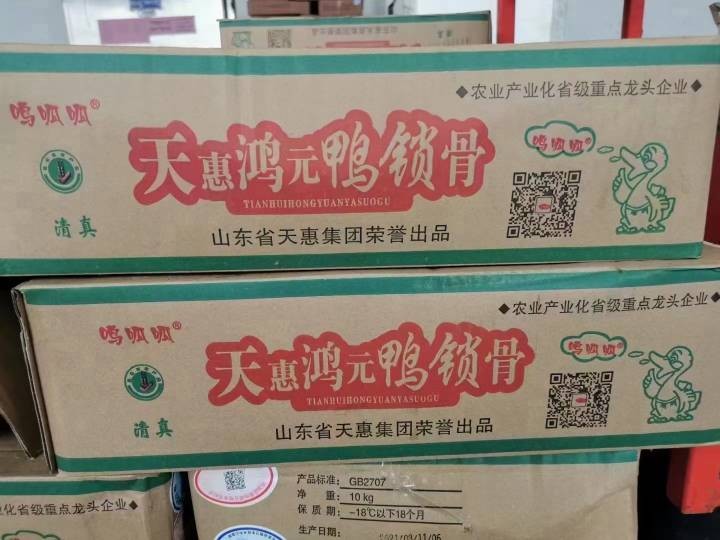 鸣呱呱®
◆农业产业化省级重点龙头企业◆
天惠鸿元鸭锁骨
TIANHUIHONGYUANYASUOGU
鸣呱呱®
清真
山东省天惠集团荣誉出品
鸣呱呱®
◆农业产业化省级重点龙头企业◆
天惠鸿元鸭锁骨
TIANHUIHONGYUANYASUOGU
鸣呱呱®
清真
山东省天惠集团荣誉出品
产品标准：GB2707
净 重：10kg
保 质 期：-18℃以下18个月
生产日期：2021/03/11/06
化省级重点龙头企业◆